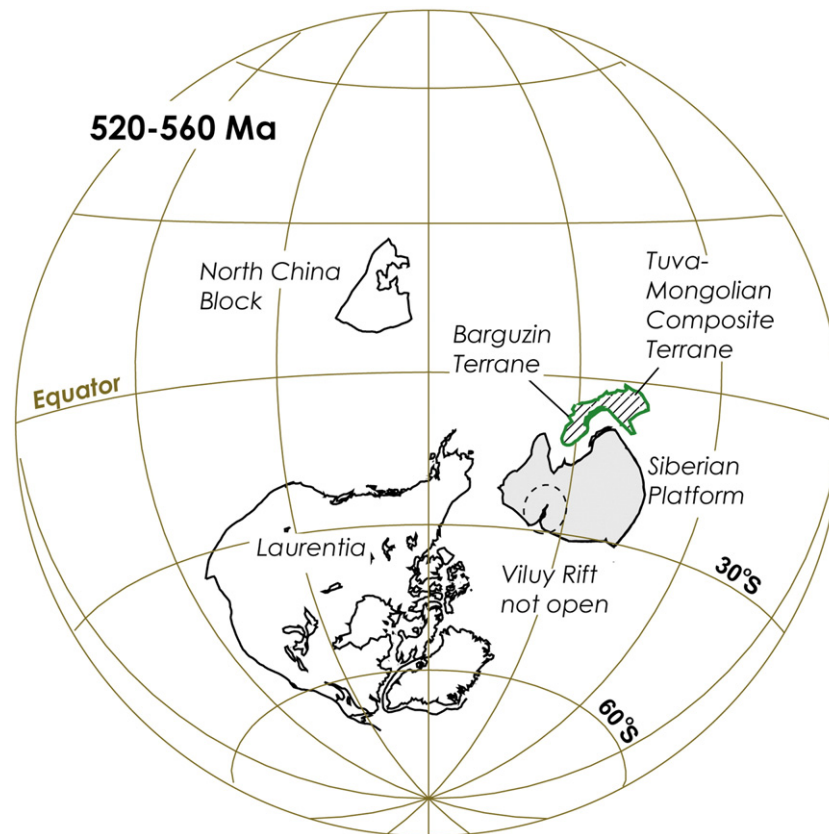 520-560 Ma
North China
Block
Tuva-
Mongolian
Composite
Terrane
Barguzin
Terrane
Equator
Siberian
Platform
Laurentia
Viluy Rift
not open
30°S
60°S